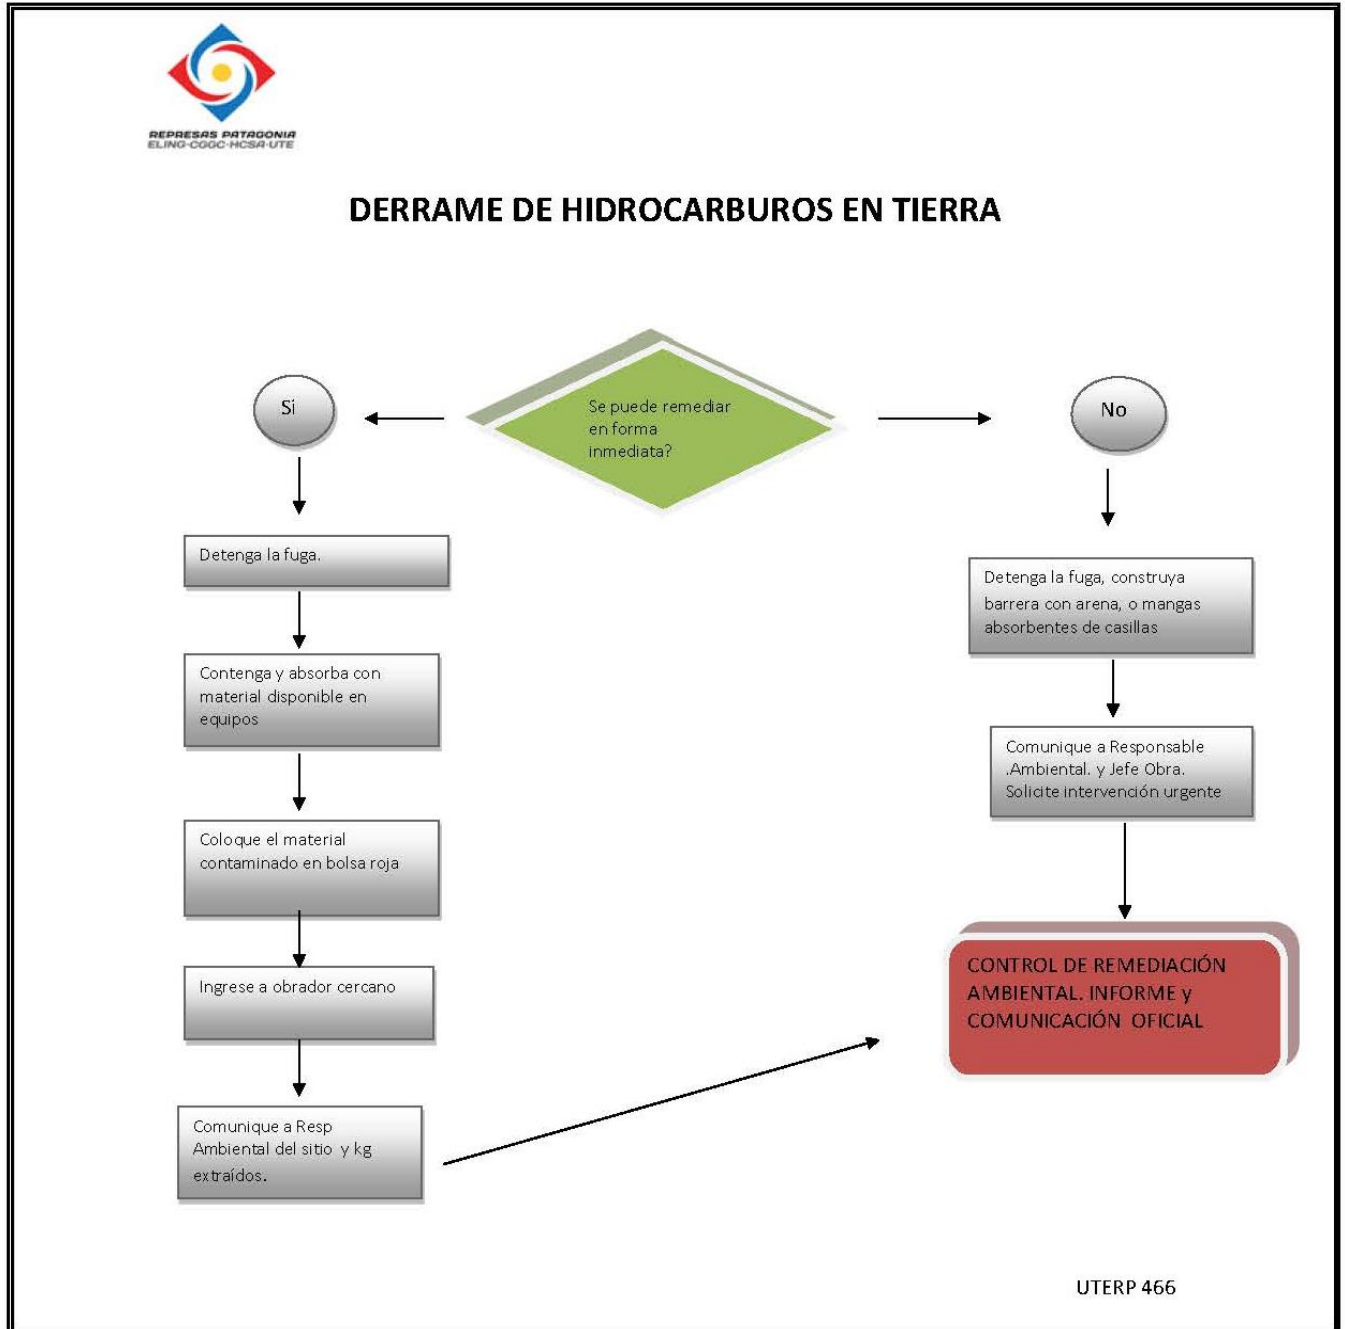 REPRESAS PATAGONIA
ELING-CGGC-HCSA-UTE
DERRAME DE HIDROCARBUROS EN TIERRA
Se puede remediar
en forma
inmediata?
Si
No
Detenga la fuga.
Contenga y absorba con
material disponible en
equipos
Coloque el material
contaminado en bolsa roja
Ingrese a obrador cercano
Comunique a Resp
Ambiental del sitio y kg
extraídos.
Detenga la fuga, construya
barrera con arena, o mangas
absorbentes de casillas
Comunique a Responsable
.Ambiental. y Jefe Obra.
Solicite intervención urgente
CONTROL DE REMEDIACIÓN
AMBIENTAL. INFORME y
COMUNICACIÓN OFICIAL
UTERP 466